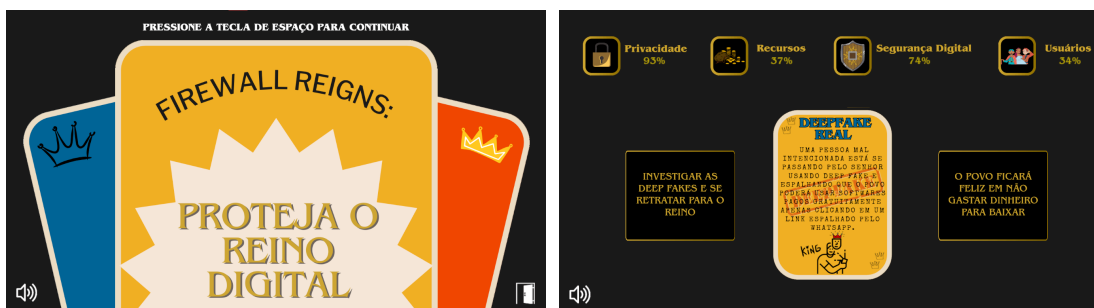 PRESSIONE A TECLA DE ESPAÇO PARA CONTINUAR
FIREWALL REIGNS:
PROTEJA O
REINO
DIGITAL
Privacidade
93%
Recursos
37%
Segurança Digital
74%
Usuários
34%
INVESTIGAR AS
DEEP FAKES E SE
RETRATAR PARA O
REINO
DEEPFAKE
REAL
UMA PESSOA MAL
INTENCIONADA ESTÁ SE
PASSANDO PELO SENHOR
USANDO DEEP FAKE E
ESPALHANDO QUE O POVO
PODERÁ USAR SOFTWARES
PAGOS GRATUITAMENTE
APENAS CLICANDO EM UM
LINK ESPALHADO PELO
WHATSAPP.
KING
O POVO FICARÁ
FELIZ EM NÃO
GASTAR DINHEIRO
PARA BAIXAR